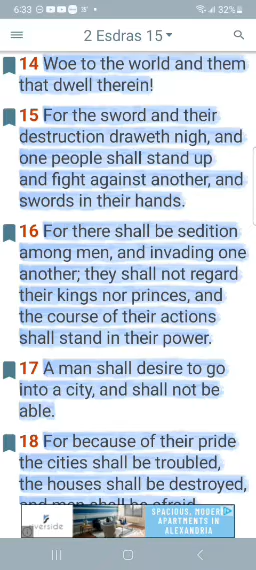 6:33
32%
2 Esdras 15
14 Woe to the world and them
that dwell therein!
15 For the sword and their
destruction draweth nigh, and
one people shall stand up
and fight against another, and
swords in their hands.
16 For there shall be sedition
among men, and invading one
another; they shall not regard
their kings nor princes, and
the course of their actions
shall stand in their power.
17 A man shall desire to go
into a city, and shall not be
able.
18 For because of their pride
the cities shall be troubled,
the houses shall be destroyed,
and men shall be afraid
SPACIOUS, MODERN
APARTMENTS IN
ALEXANDRIA